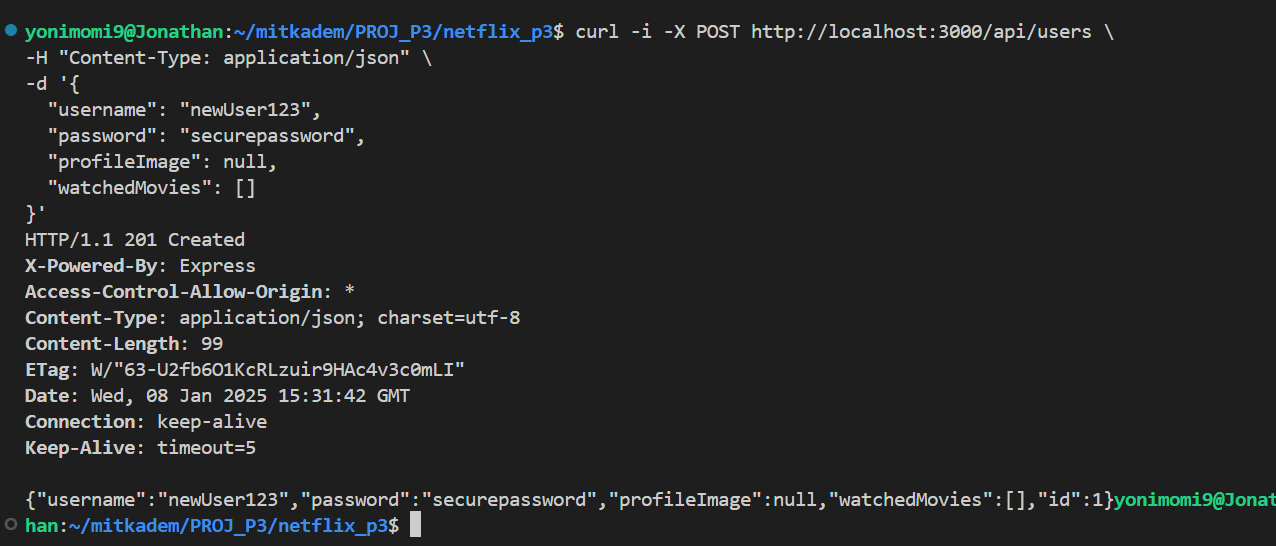 yonimomi9@Jonathan:~/mitkadem/PROJ_P3/netflix_p3$ curl -i -X POST http://localhost:3000/api/users \
-H "Content-Type: application/json" \
-d '{
  "username": "newUser123",
  "password": "securepassword",
  "profileImage": null,
  "watchedMovies": []
}'
HTTP/1.1 201 Created
X-Powered-By: Express
Access-Control-Allow-Origin: *
Content-Type: application/json; charset=utf-8
Content-Length: 99
ETag: W/"63-U2fb6O1KcRLzuir9HAc4v3c0mLI"
Date: Wed, 08 Jan 2025 15:31:42 GMT
Connection: keep-alive
Keep-Alive: timeout=5

{"username":"newUser123","password":"securepassword","profileImage":null,"watchedMovies":[],"id":1}yonimomi9@Jonat
han:~/mitkadem/PROJ_P3/netflix_p3$